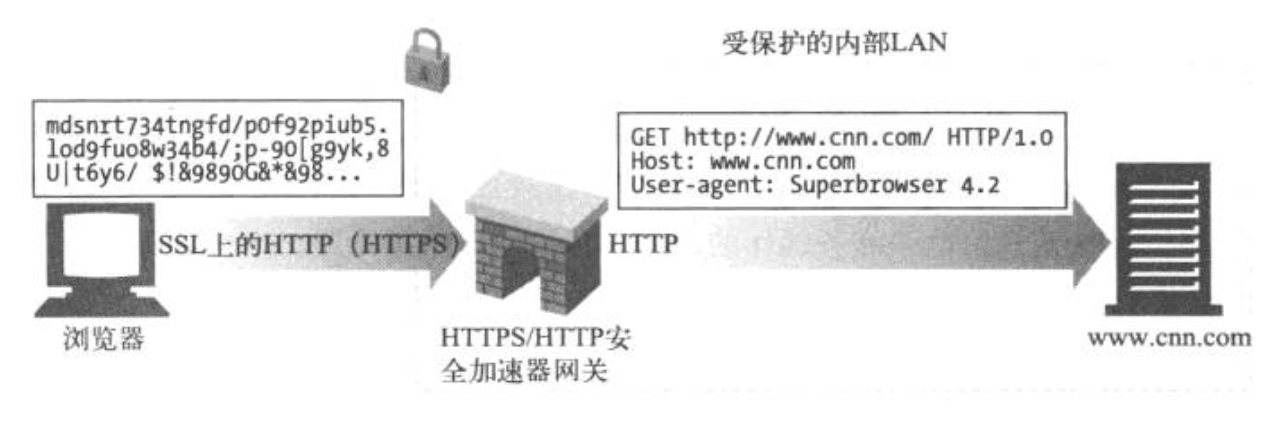 受保护的内部LAN
mdsnrt734tngfd/p0f92piub5.
lod9fuo8w34b4/;p-90[g9yk,8
U|t6y6/ $!&989OG&*&98...
GET http://www.cnn.com/ HTTP/1.0
Host: www.cnn.com
User-agent: Superbrowser 4.2
SSL上的HTTP（HTTPS）
HTTP
浏览器
HTTPS/HTTP安
全加速器网关
www.cnn.com